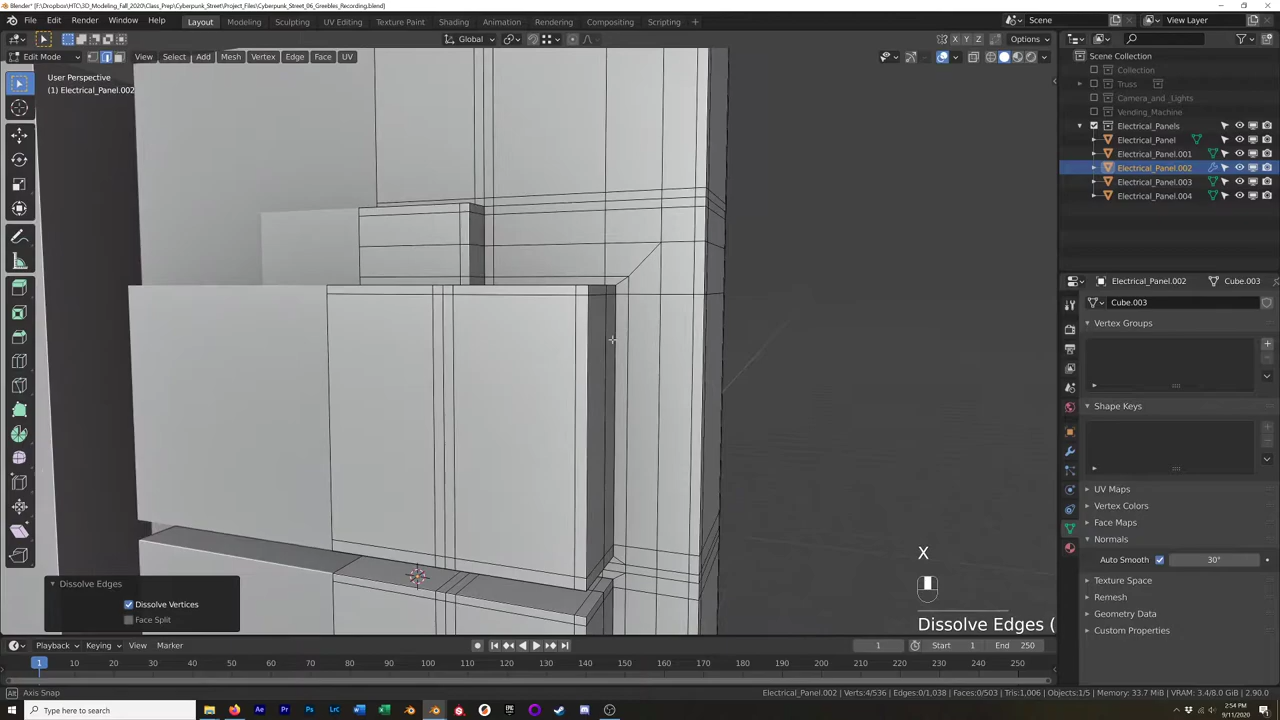 Blender* [F:\Dropbox\HTC\3D_Modeling_Fall_2020\Class_Prep\Cyberpunk_Street\Project_Files\Cyberpunk_Street_06_Greebles_Recording.blend]
File Edit Render Window Help Layout Modeling Sculpting UV Editing Texture Paint Shading Animation Rendering Compositing Scripting + Scene View Layer
Global Options
Edit Mode View Select Add Mesh Vertex Edge Face UV
User Perspective
(1) Electrical_Panel.002
Scene Collection
Collection
Truss
Camera_and_Lights
Vending_Machine
Electrical_Panels
Electrical_Panel
Electrical_Panel.001
Electrical_Panel.002
Electrical_Panel.003
Electrical_Panel.004
Electrical_Panel.002 Cube.003
Cube.003
Vertex Groups
Shape Keys
UV Maps
Vertex Colors
Face Maps
Normals
Auto Smooth 30°
Texture Space
Remesh
Geometry Data
Custom Properties
X
Dissolve Edges (
Dissolve Edges
Dissolve Vertices
Face Split
Playback Keying View Marker 1 Start 1 End 250
1 10 20 30 40 50 60 70 80 90 100 110 120 130 140 150 160 170 180 190 200 210 220 230 240 250
Alt Axis Snap Electrical_Panel.002 | Verts:4/536 | Edges:0/1,038 | Faces:0/503 | Tris:1,006 | Objects:1/5 | Memory: 33.7 MiB | VRAM: 3.4/8.0 GiB | 2.90.0
Type here to search
2:54 PM
9/11/2020